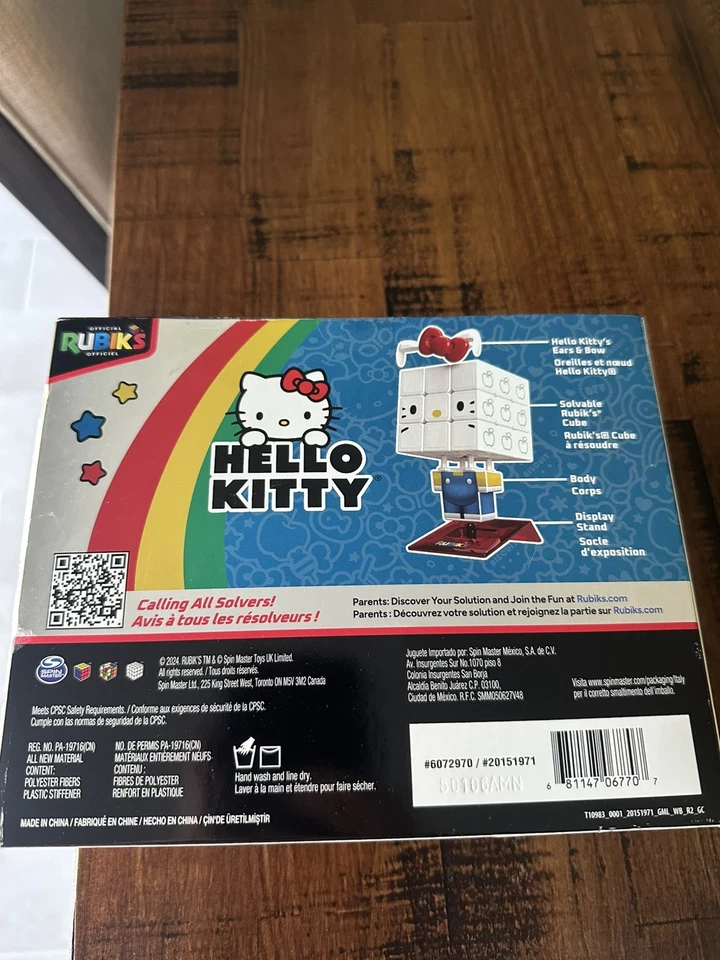 OFFICIAL
RUBIK'S
OFFICIEL
HELLO
KITTY
Hello Kitty's
Ears & Bow
Oreilles et nœud
Hello Kitty®
Solvable
Rubik's®
Cube
Rubik's® Cube
à résoudre
Body
Corps
Display
Stand
Socle
d'exposition
RUBIK'S
Calling All Solvers!
Avis à tous les résolveurs !
Parents: Discover Your Solution and Join the Fun at Rubiks.com
Parents : Découvrez votre solution et rejoignez la partie sur Rubiks.com
SPIN
MASTER
© 2024. RUBIK'S TM & © Spin Master Toys UK Limited.
All rights reserved. / Tous droits réservés.
Spin Master Ltd., 225 King Street West, Toronto ON M5V 3M2 Canada
Meets CPSC Safety Requirements. / Conforme aux exigences de sécurité de la CPSC.
Cumple con las normas de seguridad de la CPSC.
Juguete Importado por: Spin Master México, S.A. de C.V.
Av. Insurgentes Sur No.1070 piso 8
Colonia Insurgentes San Borja
Alcaldía Benito Juárez C.P. 03100,
Ciudad de México. R.F.C. SMM050627V48
Visita www.spinmaster.com/packaging/italy
per il corretto smaltimento dell'imballo.
REG. NO. PA-19716(CN)
ALL NEW MATERIAL
CONTENT:
POLYESTER FIBERS
PLASTIC STIFFENER
NO. DE PERMIS PA-19716(CN)
MATÉRIAUX ENTIÈREMENT NEUFS
CONTENU :
FIBRES DE POLYESTER
RENFORT EN PLASTIQUE
Hand wash and line dry.
Laver à la main et étendre pour faire sécher.
#6072970 / #20151971
50106AMN
6 81147 06770 7
MADE IN CHINA / FABRIQUÉ EN CHINE / HECHO EN CHINA / ÇİN'DE ÜRETİLMİŞTİR
T10983_0001_20151971_GML_WB_R2_GC